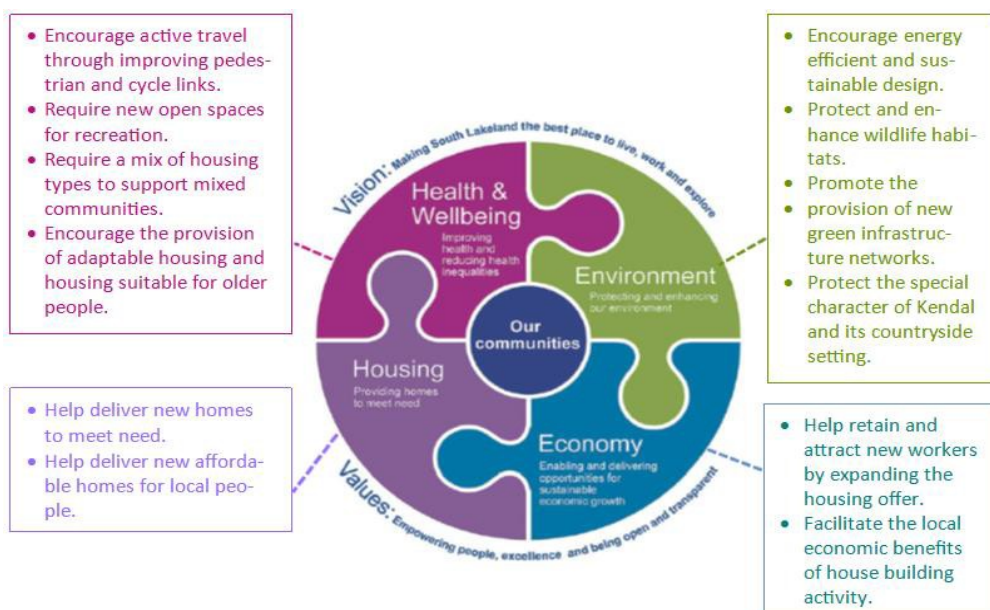 • Encourage active travel
through improving pedes-
trian and cycle links.
• Require new open spaces
for recreation.
• Require a mix of housing
types to support mixed
communities.
• Encourage the provision
of adaptable housing and
housing suitable for older
people.
• Help deliver new homes
to meet need.
• Help deliver new afforda-
ble homes for local peo-
ple.
Vision: Making South Lakeland the best place to live, work and explore
Health &
Wellbeing
Improving
health and
reducing health
inequalities
Environment
Protecting and enhancing
our environment
Our
communities
Housing
Providing homes
to meet need
Economy
Enabling and delivering
opportunities for
sustainable
economic growth
Values: Empowering people, excellence and being open and transparent
• Encourage energy
efficient and sus-
tainable design.
• Protect and en-
hance wildlife habi-
tats.
• Promote the
• provision of new
green infrastruc-
ture networks.
• Protect the special
character of Kendal
and its countryside
setting.
• Help retain and
attract new workers
by expanding the
housing offer.
• Facilitate the local
economic benefits
of house building
activity.